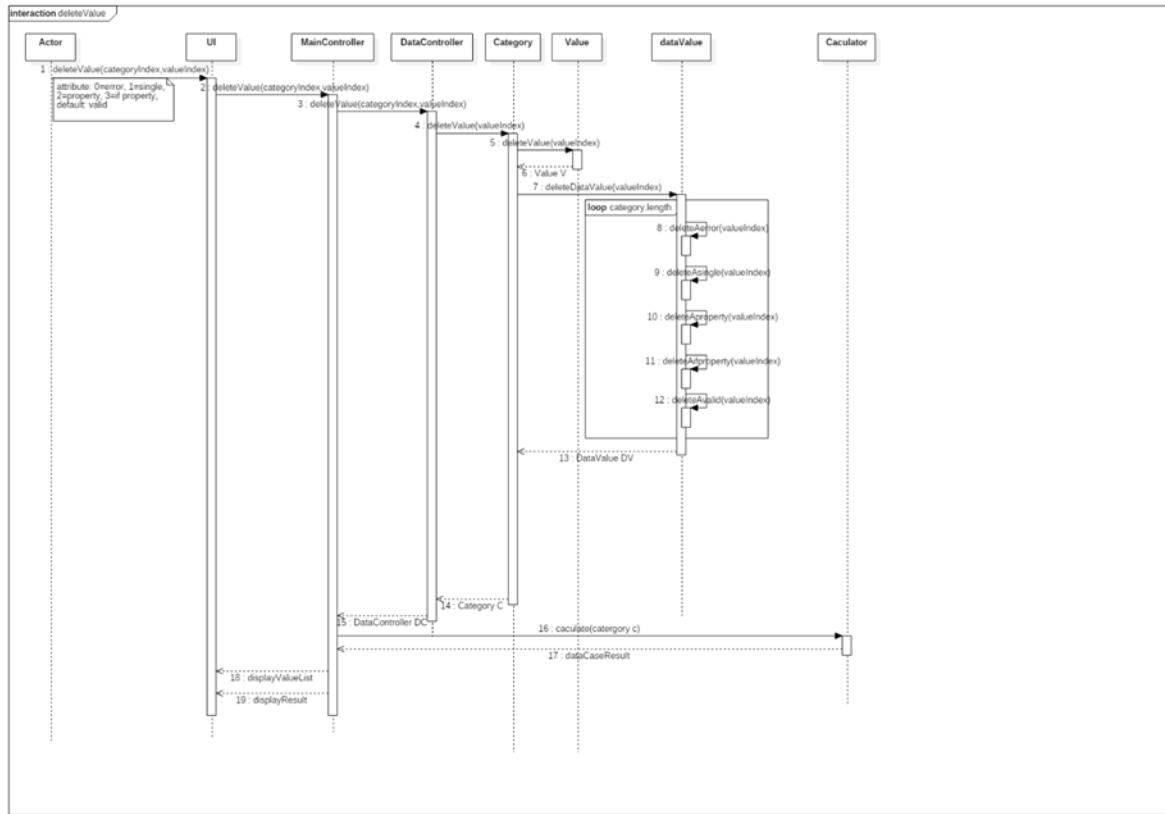 interaction deleteValue
Actor
UI
MainController
DataController
Category
Value
dataValue
Caculator
1 : deleteValue(categoryIndex,valueIndex)
attribute: 0=error, 1=single,
2=property, 3=if property,
default: valid
2 : deleteValue(categoryIndex,valueIndex)
3 : deleteValue(categoryIndex,valueIndex)
4 : deleteValue(valueIndex)
5 : deleteValue(valueIndex)
6 : Value V
7 : deleteDataValue(valueIndex)
loop category.length
8 : deleteAerror(valueIndex)
9 : deleteAsingle(valueIndex)
10 : deleteAproperty(valueIndex)
11 : deleteAifproperty(valueIndex)
12 : deleteAvalid(valueIndex)
13 : DataValue DV
14 : Category C
15 : DataController DC
16 : caculate(catergory c)
17 : dataCaseResult
18 : displayValueList
19 : displayResult